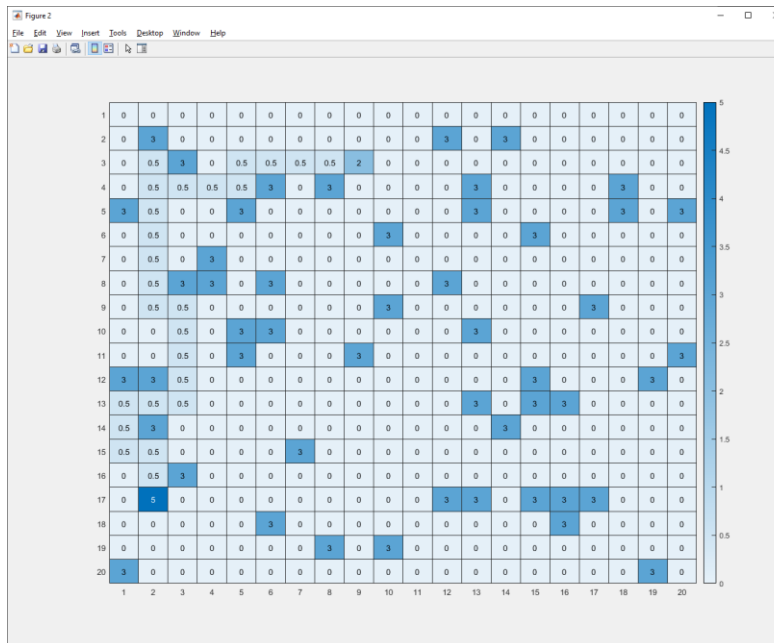 Figure 2
File Edit View Insert Tools Desktop Window Help
1 0 0 0 0 0 0 0 0 0 0 0 0 0 0 0 0 0 0 0 0
2 0 3 0 0 0 0 0 0 0 0 0 3 0 3 0 0 0 0 0 0
3 0 0.5 3 0 0.5 0.5 0.5 0.5 2 0 0 0 0 0 0 0 0 0 0 0
4 0 0.5 0.5 0.5 0.5 3 0 3 0 0 0 0 3 0 0 0 0 3 0 0
5 3 0.5 0 0 3 0 0 0 0 0 0 0 3 0 0 0 0 3 0 3
6 0 0.5 0 0 0 0 0 0 0 3 0 0 0 0 3 0 0 0 0 0
7 0 0.5 0 3 0 0 0 0 0 0 0 0 0 0 0 0 0 0 0 0
8 0 0.5 3 3 0 3 0 0 0 0 0 3 0 0 0 0 0 0 0 0
9 0 0.5 0.5 0 0 0 0 0 0 3 0 0 0 0 0 0 3 0 0 0
10 0 0 0.5 0 3 3 0 0 0 0 0 0 3 0 0 0 0 0 0 0
11 0 0 0.5 0 3 0 0 0 3 0 0 0 0 0 0 0 0 0 0 3
12 3 3 0.5 0 0 0 0 0 0 0 0 0 0 0 3 0 0 0 3 0
13 0.5 0.5 0.5 0 0 0 0 0 0 0 0 0 3 0 3 3 0 0 0 0
14 0.5 3 0 0 0 0 0 0 0 0 0 0 0 3 0 0 0 0 0 0
15 0.5 0.5 0 0 0 0 3 0 0 0 0 0 0 0 0 0 0 0 0 0
16 0 0.5 3 0 0 0 0 0 0 0 0 0 0 0 0 0 0 0 0 0
17 0 5 0 0 0 0 0 0 0 0 0 3 3 0 3 3 3 0 0 0
18 0 0 0 0 0 3 0 0 0 0 0 0 0 0 0 3 0 0 0 0
19 0 0 0 0 0 0 0 3 0 3 0 0 0 0 0 0 0 0 0 0
20 3 0 0 0 0 0 0 0 0 0 0 0 0 0 0 0 0 0 3 0
1 2 3 4 5 6 7 8 9 10 11 12 13 14 15 16 17 18 19 20
5
4.5
4
3.5
3
2.5
2
1.5
1
0.5
0